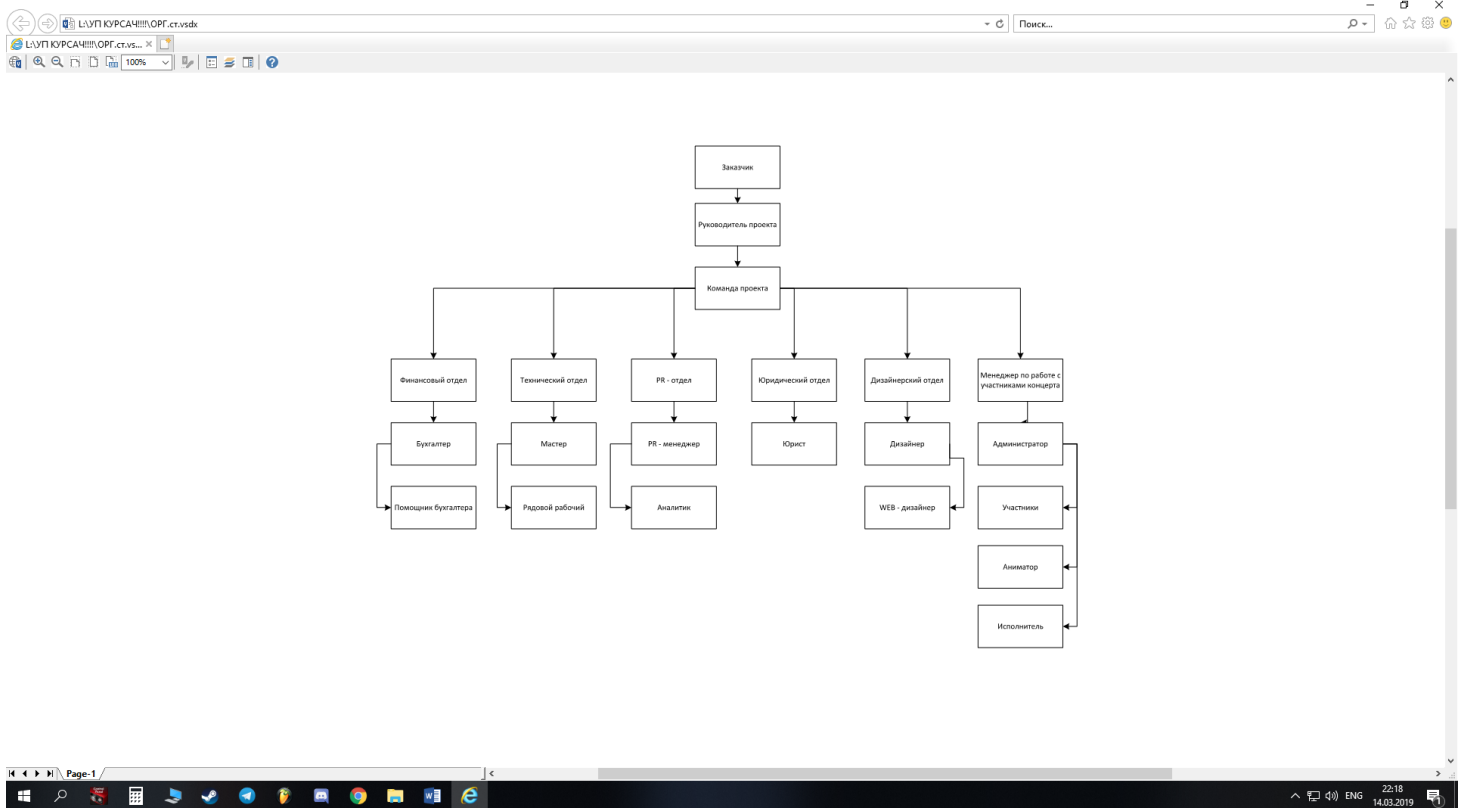 L:\УП КУРСАЧ!!!!\ОРГ.ст.vsdx
Поиск...
L:\УП КУРСАЧ!!!!\ОРГ.ст.vs...
100%
Заказчик
Руководитель проекта
Команда проекта
Финансовый отдел
Технический отдел
PR - отдел
Юридический отдел
Дизайнерский отдел
Менеджер по работе с
участниками концерта
Бухгалтер
Мастер
PR - менеджер
Юрист
Дизайнер
Администратор
Помощник бухгалтера
Рядовой рабочий
Аналитик
WEB - дизайнер
Участники
Аниматор
Исполнитель
Page-1
ENG
22:18
14.03.2019